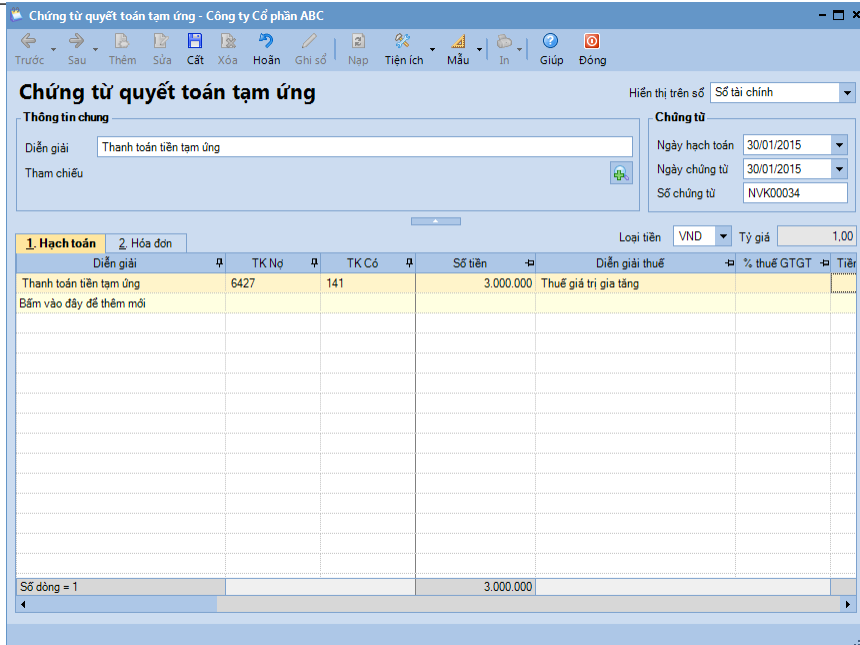 Chứng từ quyết toán tạm ứng - Công ty Cổ phần ABC
Trước Sau Thêm Sửa Cất Xóa Hoãn Ghi sổ Nạp Tiện ích Mẫu In Giúp Đóng
Chứng từ quyết toán tạm ứng
Hiển thị trên sổ Sổ tài chính
Thông tin chung
Diễn giải Thanh toán tiền tạm ứng
Tham chiếu
Chứng từ
Ngày hạch toán 30/01/2015
Ngày chứng từ 30/01/2015
Số chứng từ NVK00034
1. Hạch toán 2. Hóa đơn
Loại tiền VND Tỷ giá 1,00
Diễn giải TK Nợ TK Có Số tiền Diễn giải thuế % thuế GTGT Tiền
Thanh toán tiền tạm ứng 6427 141 3.000.000 Thuế giá trị gia tăng
Bấm vào đây để thêm mới
Số dòng = 1 3.000.000